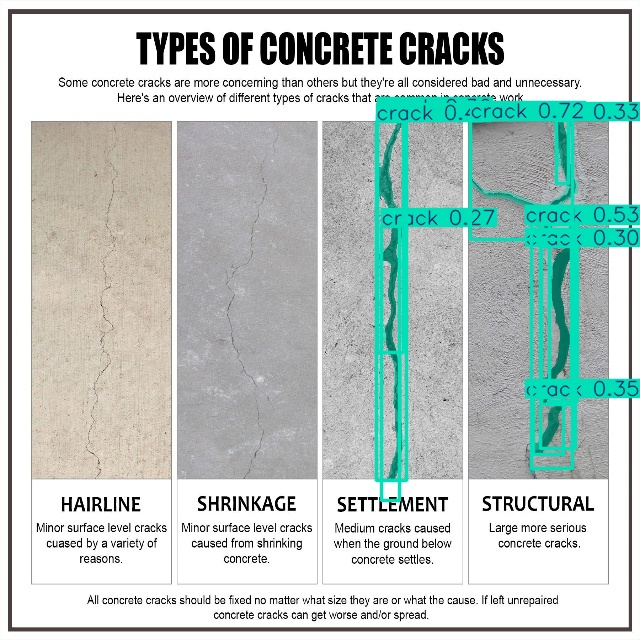 TYPES OF CONCRETE CRACKS
Some concrete cracks are more concerning than others but they're all considered bad and unnecessary.
Here's an overview of different types of cracks that are common in concrete work.
crack 0.72 0.33
crack 0.27
crack 0.53
crack 0.30
crack 0.35
HAIRLINE
Minor surface level cracks
cuased by a variety of
reasons.
SHRINKAGE
Minor surface level cracks
caused from shrinking
concrete.
SETTLEMENT
Medium cracks caused
when the ground below
concrete settles.
STRUCTURAL
Large more serious
concrete cracks.
All concrete cracks should be fixed no matter what size they are or what the cause. If left unrepaired
concrete cracks can get worse and/or spread.